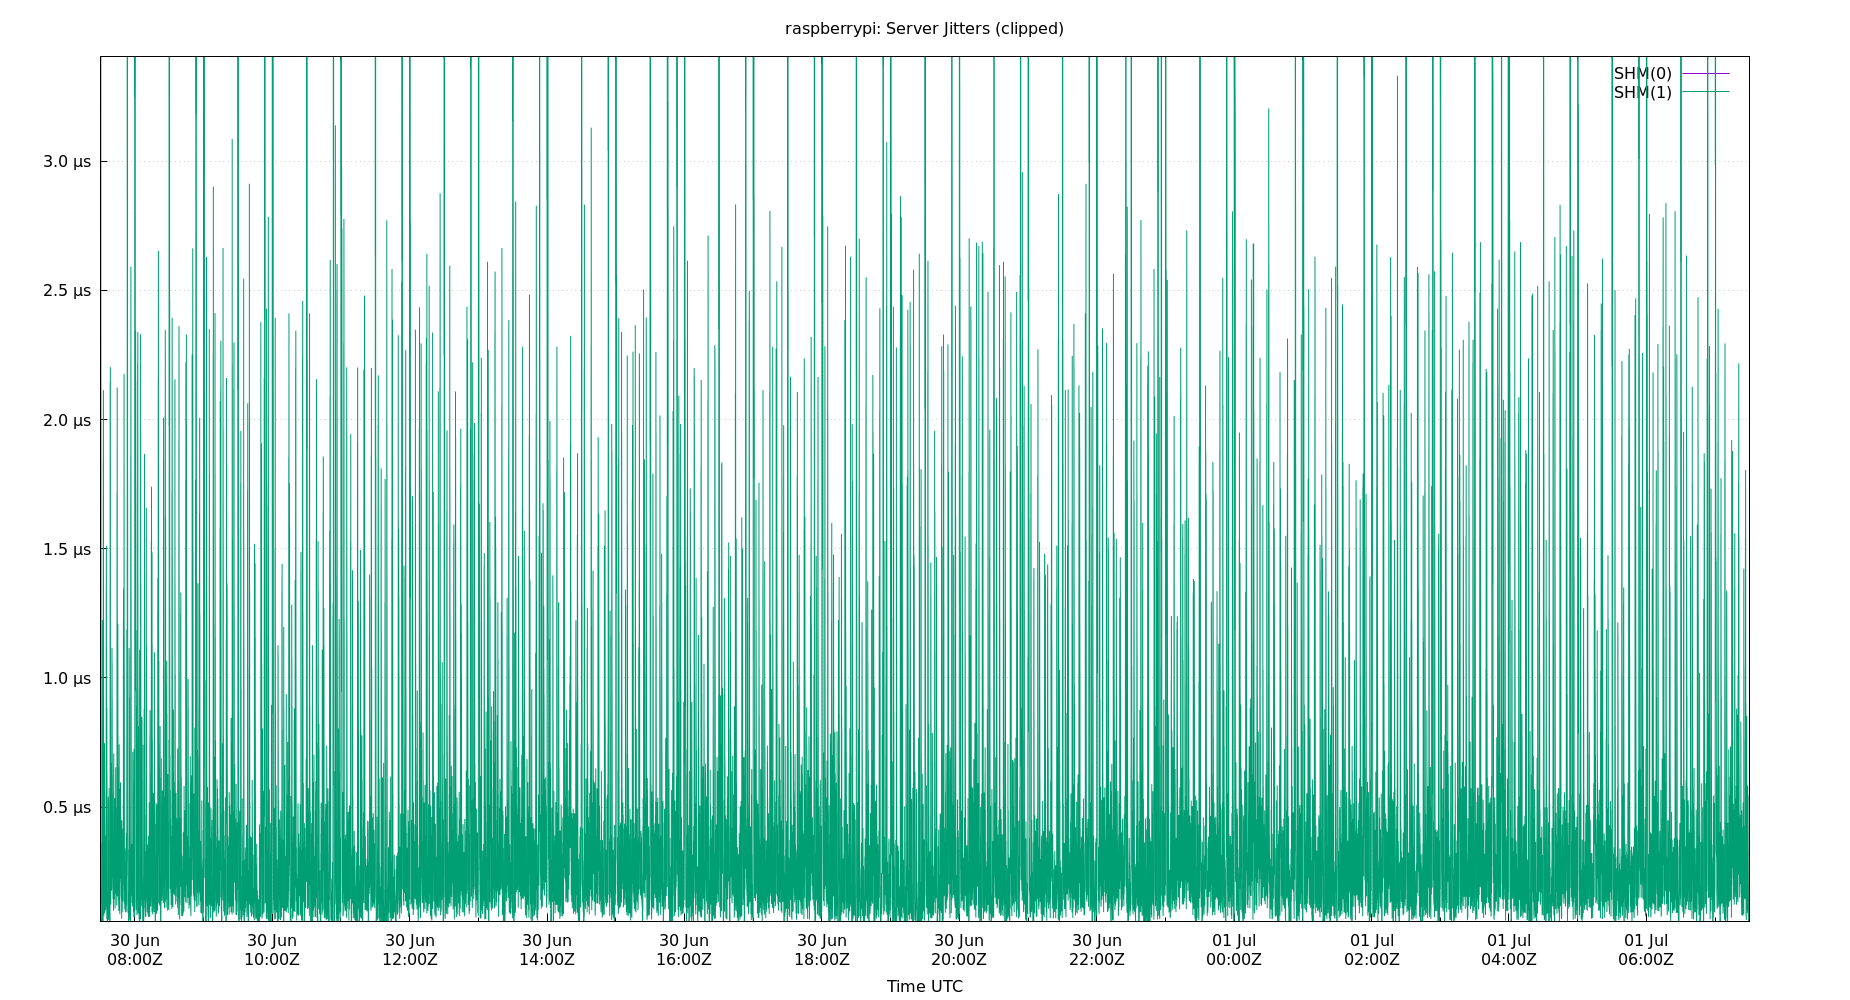 raspberrypi: Server Jitters (clipped)
SHM(0)
SHM(1)
3.0 µs
2.5 µs
2.0 µs
1.5 µs
1.0 µs
0.5 µs
30 Jun 30 Jun 30 Jun 30 Jun 30 Jun 30 Jun 30 Jun 30 Jun 01 Jul 01 Jul 01 Jul 01 Jul
08:00Z 10:00Z 12:00Z 14:00Z 16:00Z 18:00Z 20:00Z 22:00Z 00:00Z 02:00Z 04:00Z 06:00Z
Time UTC